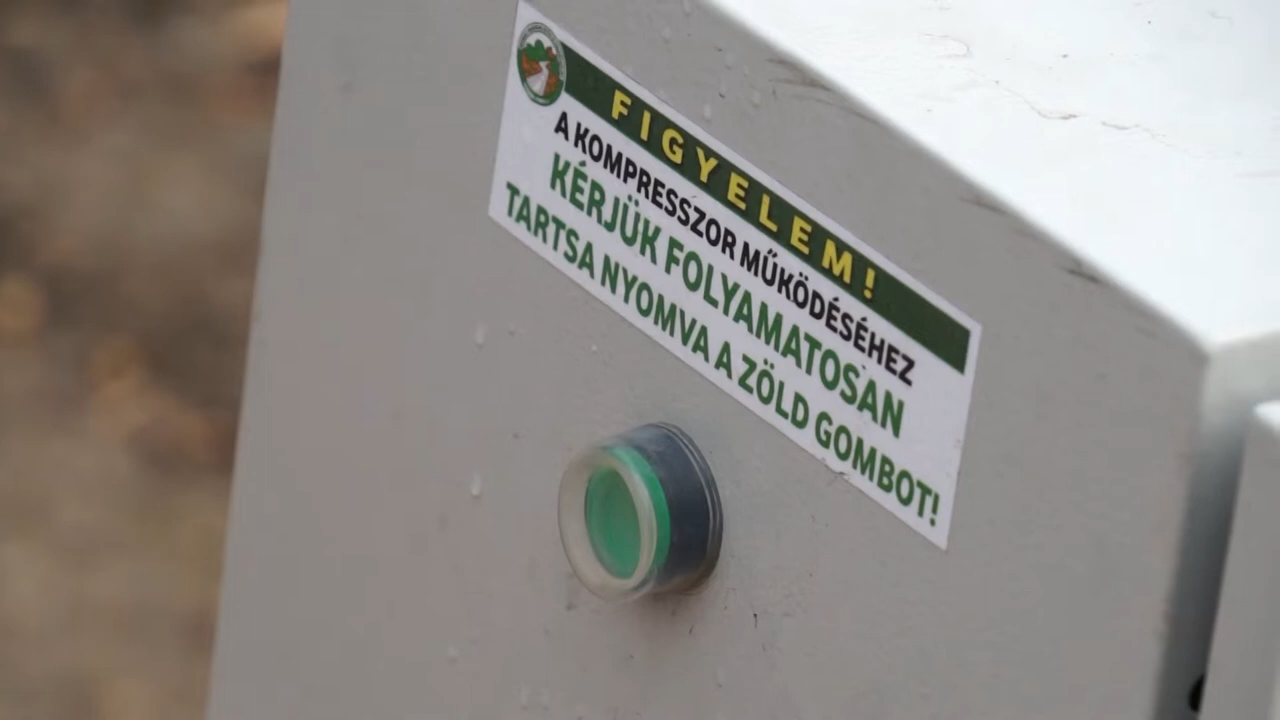 FIGYELEM!
A KOMPRESSZOR MŰKÖDÉSÉHEZ
KÉRJÜK FOLYAMATOSAN
TARTSA NYOMVA A ZÖLD GOMBOT!